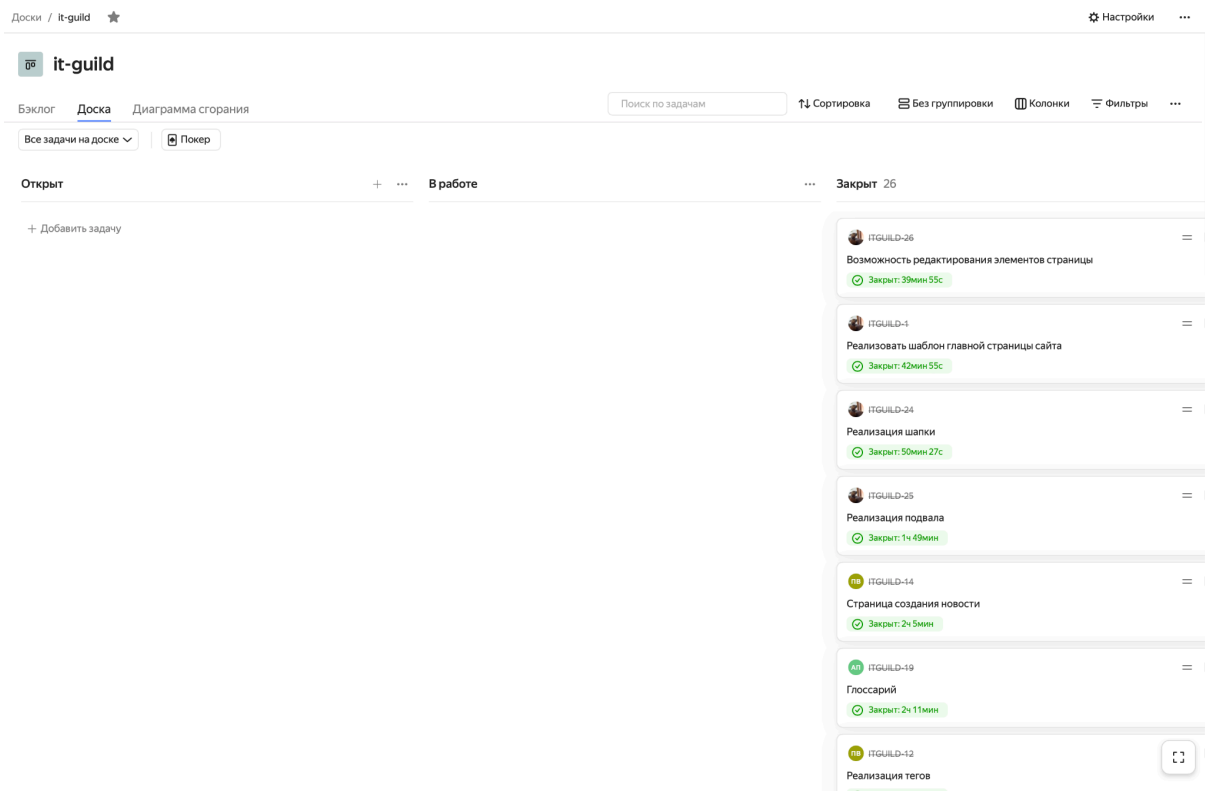 Доски / it-guild
Настройки
it-guild
Бэклог Доска Диаграмма сгорания
Поиск по задачам
Сортировка
Без группировки
Колонки
Фильтры
Все задачи на доске
Покер
Открыт
В работе
Закрыт 26
+ Добавить задачу
ITGUILD-26
Возможность редактирования элементов страницы
Закрыт: 39мин 55с
ITGUILD-1
Реализовать шаблон главной страницы сайта
Закрыт: 42мин 55с
ITGUILD-24
Реализация шапки
Закрыт: 50мин 27с
ITGUILD-25
Реализация подвала
Закрыт: 1ч 49мин
ПВ ITGUILD-14
Страница создания новости
Закрыт: 2ч 5мин
АП ITGUILD-19
Глоссарий
Закрыт: 2ч 11мин
ПВ ITGUILD-12
Реализация тегов